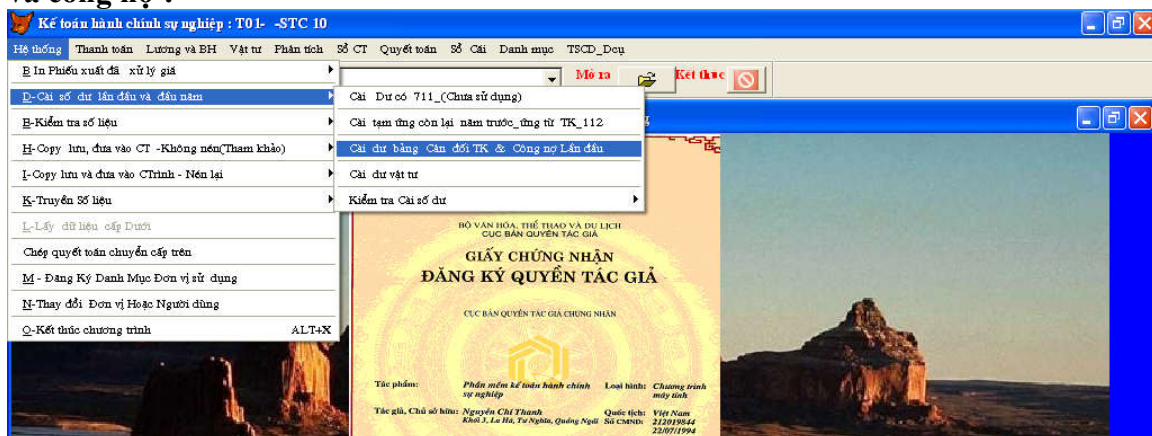 và công nợ :
Kế toán hành chính sự nghiệp : T01- -STC 10
Hệ thống Thanh toán Lương và BH Vật tư Phân tích Sổ CT Quyết toán Sổ Cái Danh mục TSCD_Dcụ
B In Phiếu xuất đã xử lý giá
Mở ra Kết thúc
D-Cài số dư lần đầu và đầu năm
Cài Dư có 711_(Chưa sử dụng)
B-Kiểm tra số liệu
Cài tạm ứng còn lại năm trước_ứng từ TK_112
H-Copy lưu, đưa vào CT -Không nén(Tham khảo)
Cài dư bảng Cân đối TK & Công nợ Lần đầu
I-Copy lưu và đưa vào CTrình - Nén lại
Cài dư vật tư
K-Truyền Số liệu
Kiểm tra Cài số dư
L-Lấy dữ liệu cấp Dưới
Chép quyết toán chuyển cấp trên
M - Đăng Ký Danh Mục Đơn vị sử dụng
N-Thay đổi Đơn vị Hoặc Người dùng
Q-Kết thúc chương trình ALT+X
BỘ VĂN HÓA, THỂ THAO VÀ DU LỊCH
CỤC BẢN QUYỀN TÁC GIẢ
GIẤY CHỨNG NHẬN
ĐĂNG KÝ QUYỀN TÁC GIẢ
CỤC BẢN QUYỀN TÁC GIẢ CHỨNG NHẬN
Tác phẩm: Phần mềm kế toán hành chính sự nghiệp Loại hình: Chương trình máy tính
Tác giả, Chủ sở hữu: Nguyễn Chí Thanh Quốc tịch: Việt Nam
Khối 3, La Hà, Tư Nghĩa, Quảng Ngãi Số CMND: 212019844
22/07/1994